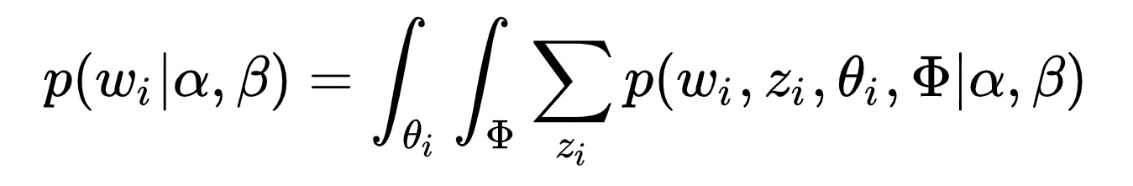 p(w_i|α, β) = ∫_{θ_i} ∫_Φ ∑_{z_i} p(w_i, z_i, θ_i, Φ|α, β)